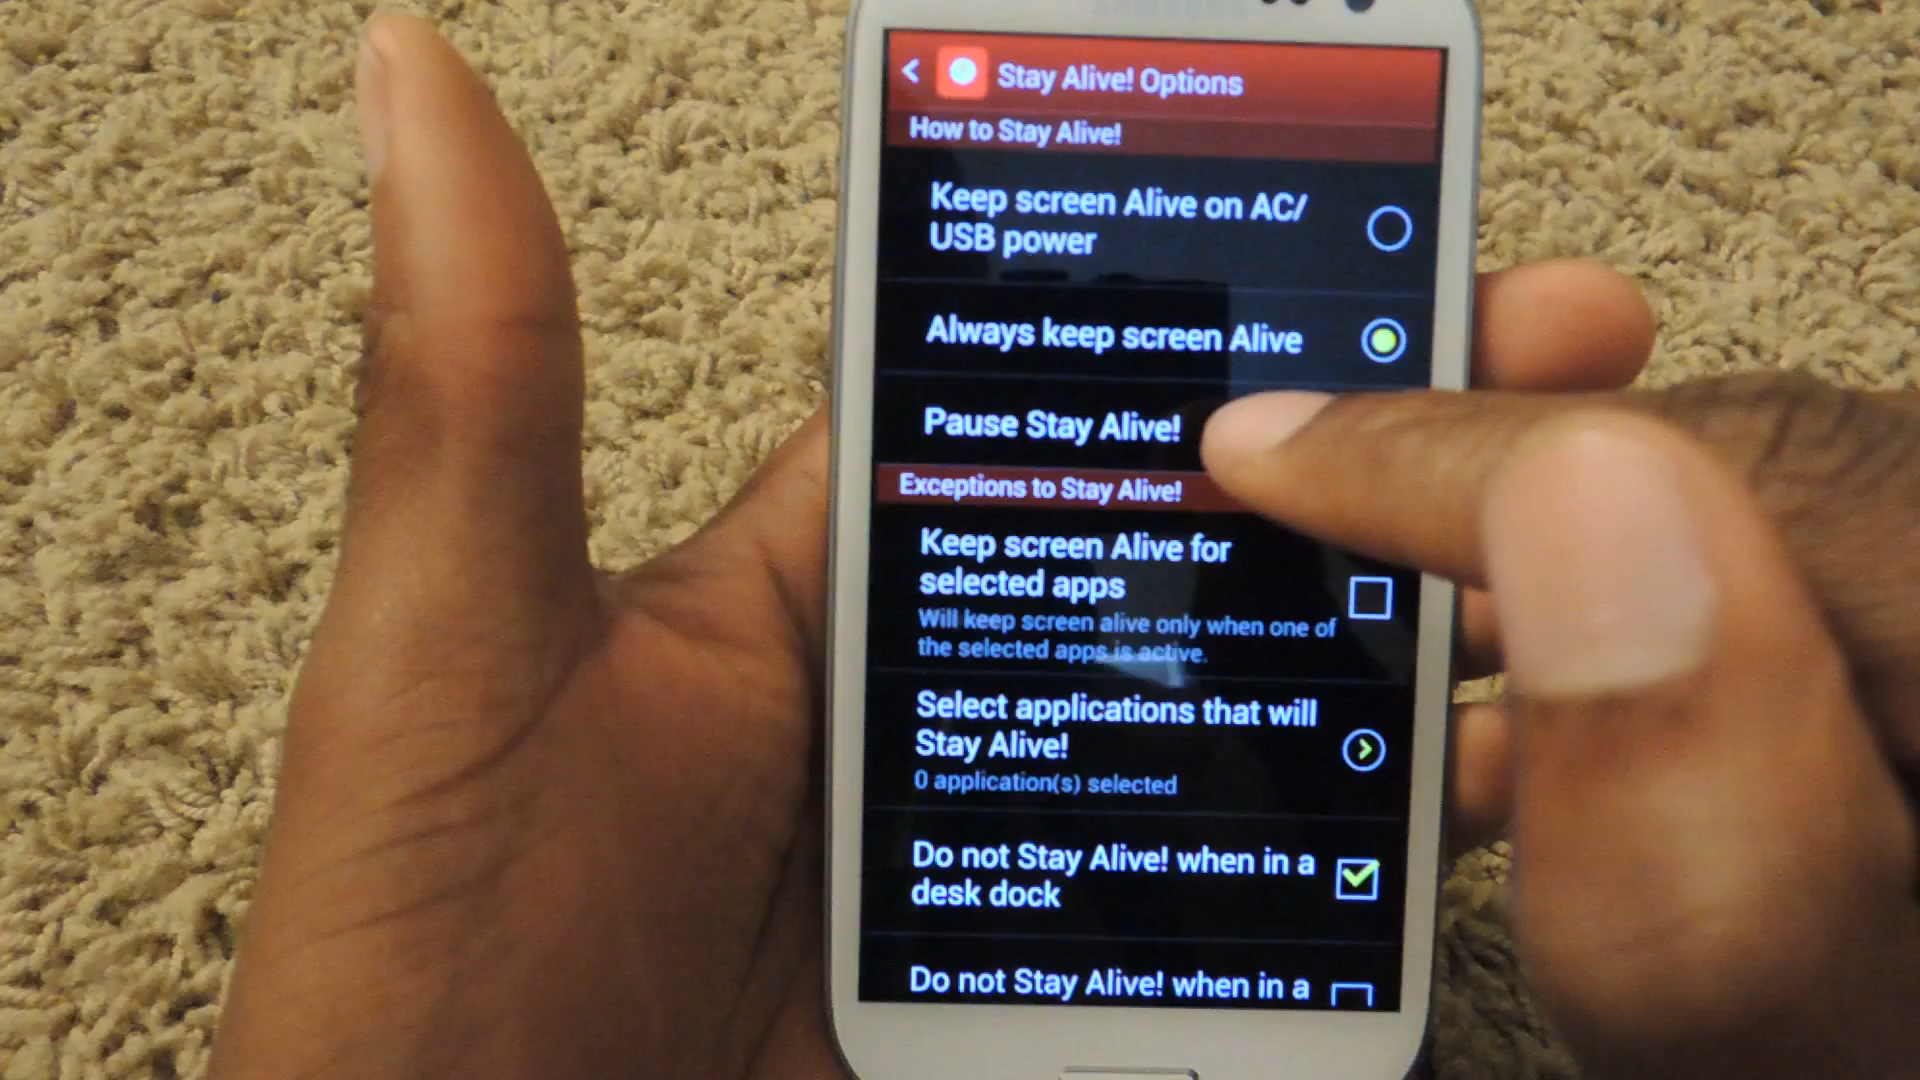 Stay Alive! Options
How to Stay Alive!
Keep screen Alive on AC/
USB power
Always keep screen Alive
Pause Stay Alive!
Exceptions to Stay Alive!
Keep screen Alive for
selected apps
Will keep screen alive only when one of
the selected apps is active.
Select applications that will
Stay Alive!
0 application(s) selected
Do not Stay Alive! when in a
desk dock
Do not Stay Alive! when in a